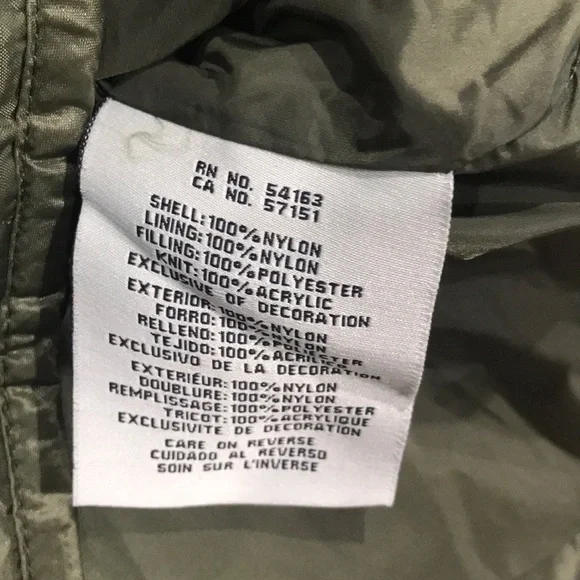 RN NO. 54163
CA NO. 57151
SHELL:100%NYLON
LINING:100%NYLON
FILLING:100%POLYESTER
KNIT:100%ACRYLIC
EXCLUSIVE OF DECORATION
EXTERIOR:100%NYLON
FORRO:100%NYLON
RELLENO:100%POLYESTER
TEJIDO:100%ACRILICO
EXCLUSIVO DE LA DECORATION
EXTERIEUR:100%NYLON
DOUBLURE:100%NYLON
REMPLISSAGE:100%POLYESTER
TRICOT:100%ACRYLIQUE
EXCLUSIVITE DE DECORATION
CARE ON REVERSE
CUIDADO AL REVERSO
SOIN SUR L'INVERSE